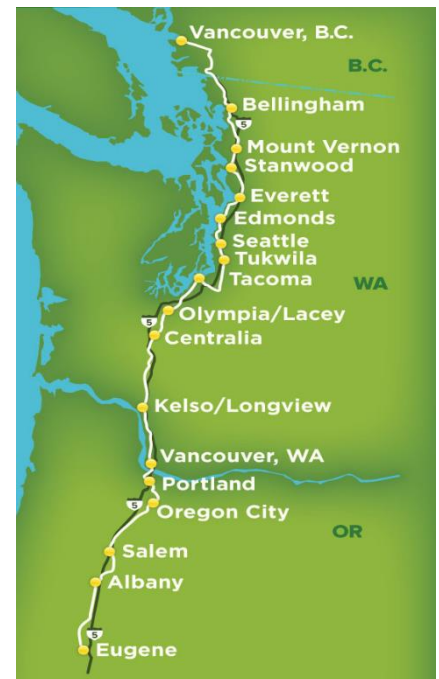 Vancouver, B.C.
B.C.
Bellingham
5
Mount Vernon
Stanwood
Everett
Edmonds
Seattle
Tukwila
Tacoma
WA
Olympia/Lacey
5
Centralia
Kelso/Longview
Vancouver, WA
Portland
5
Oregon City
OR
Salem
Albany
5
Eugene